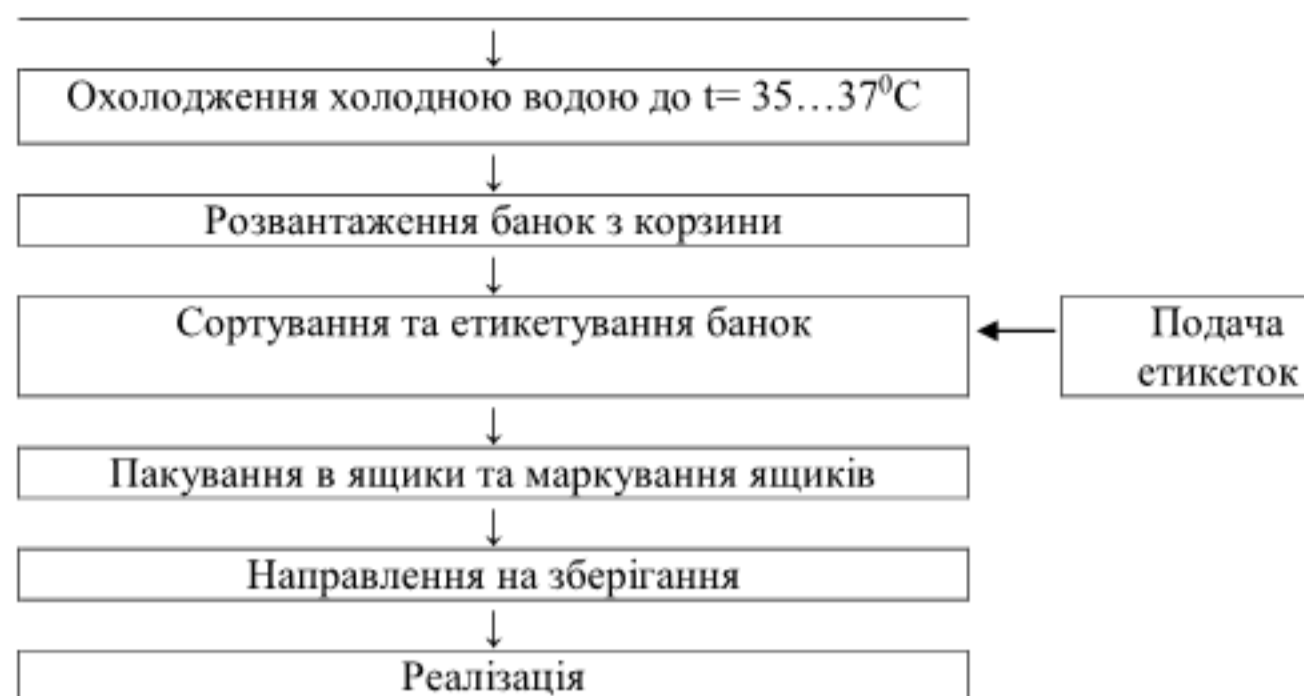 Охолодження холодною водою до t= 35…37⁰С
Розвантаження банок з корзини
Сортування та етикетування банок
Подача
етикеток
Пакування в ящики та маркування ящиків
Направлення на зберігання
Реалізація